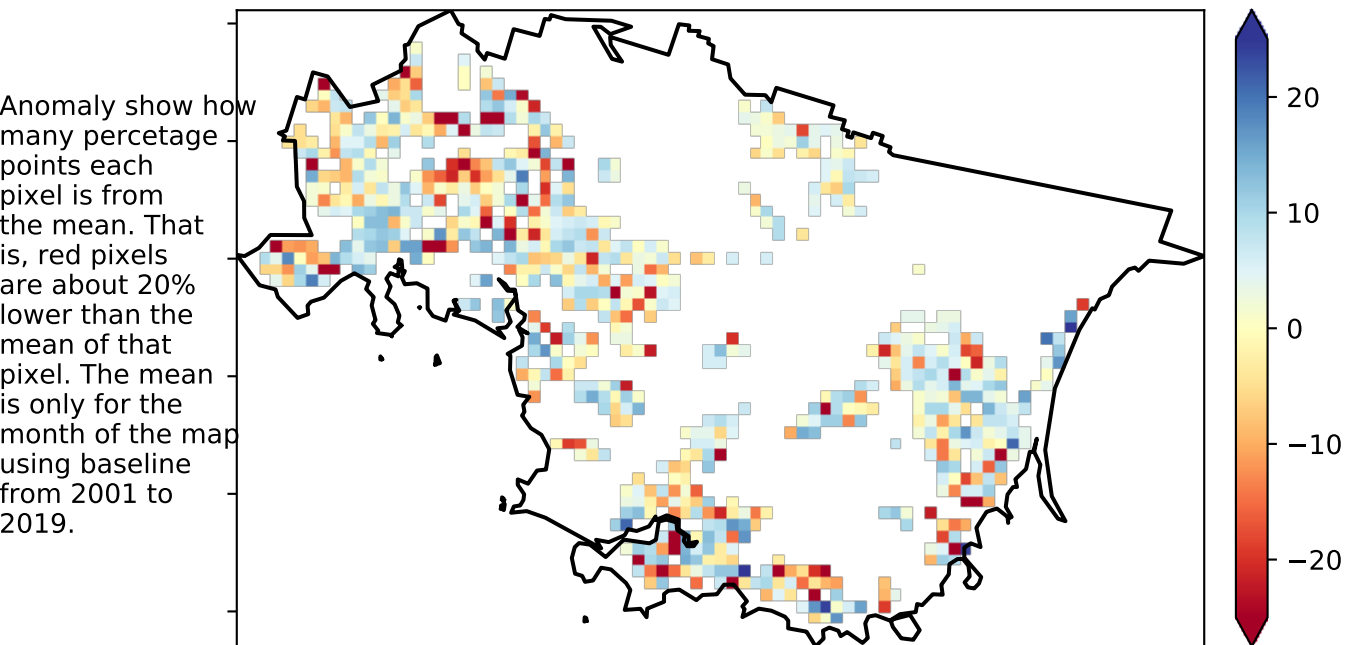 Anomaly show how
many percetage
points each
pixel is from
the mean. That
is, red pixels
are about 20%
lower than the
mean of that
pixel. The mean
is only for the
month of the map
using baseline
from 2001 to
2019.
20
10
0
−10
−20